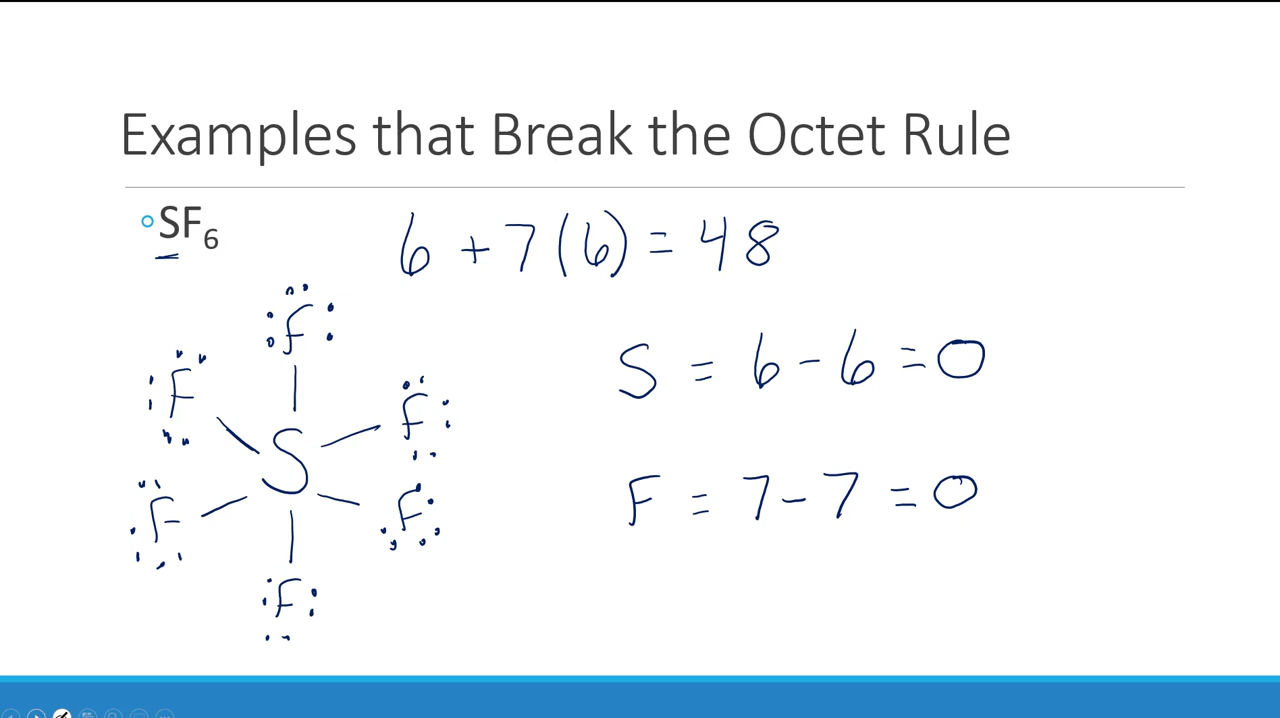 Examples that Break the Octet Rule
SF6
6 + 7(6) = 48
F
F
F
S
F
F
F
S = 6 - 6 = 0
F = 7 - 7 = 0